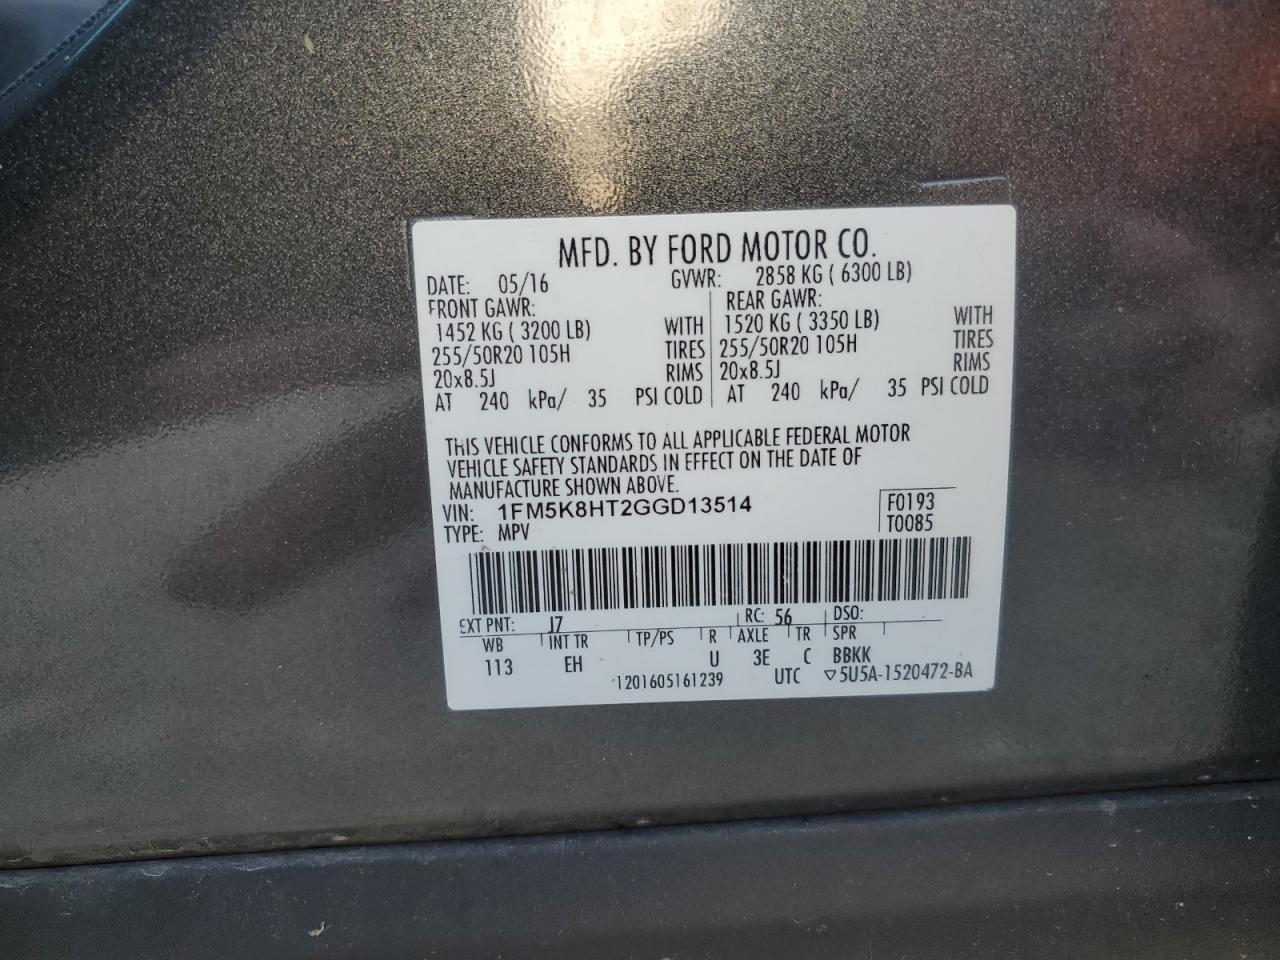 MFD. BY FORD MOTOR CO.
DATE: 05/16 GVWR: 2858 KG ( 6300 LB)
FRONT GAWR: REAR GAWR:
1452 KG ( 3200 LB) WITH 1520 KG ( 3350 LB) WITH
255/50R20 105H TIRES 255/50R20 105H TIRES
20x8.5J RIMS 20x8.5J RIMS
AT 240 kPa/ 35 PSI COLD AT 240 kPa/ 35 PSI COLD
THIS VEHICLE CONFORMS TO ALL APPLICABLE FEDERAL MOTOR
VEHICLE SAFETY STANDARDS IN EFFECT ON THE DATE OF
MANUFACTURE SHOWN ABOVE.
VIN: 1FM5K8HT2GGD13514 F0193
TYPE: MPV T0085
EXT PNT: J7 RC: 56 DSO:
WB INT TR TP/PS R AXLE TR SPR
113 EH U 3E C BBKK
1201605161239 UTC ▽5U5A-1520472-BA